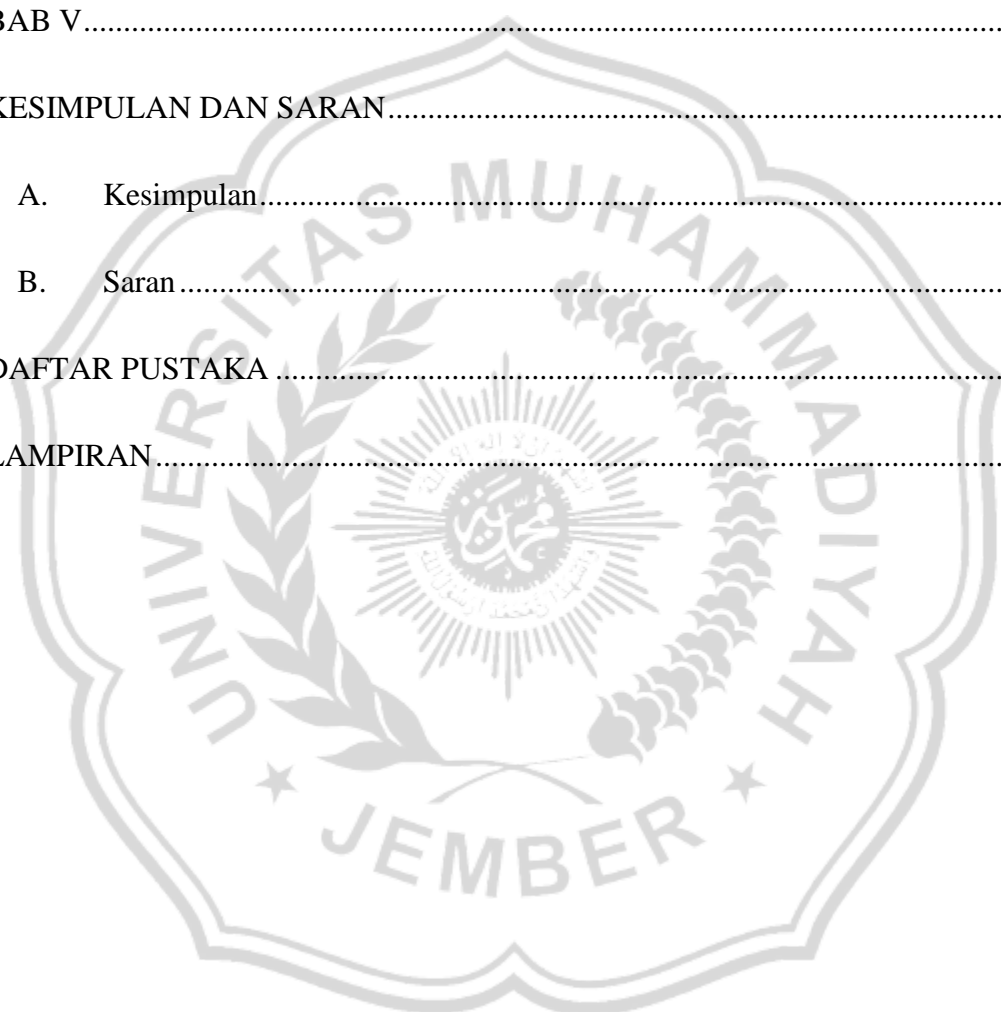 BAB V
KESIMPULAN DAN SARAN
A. Kesimpulan
B. Saran
DAFTAR PUSTAKA
LAMPIRAN
UNIVERSITAS MUHAMMADIYAH
JEMBER